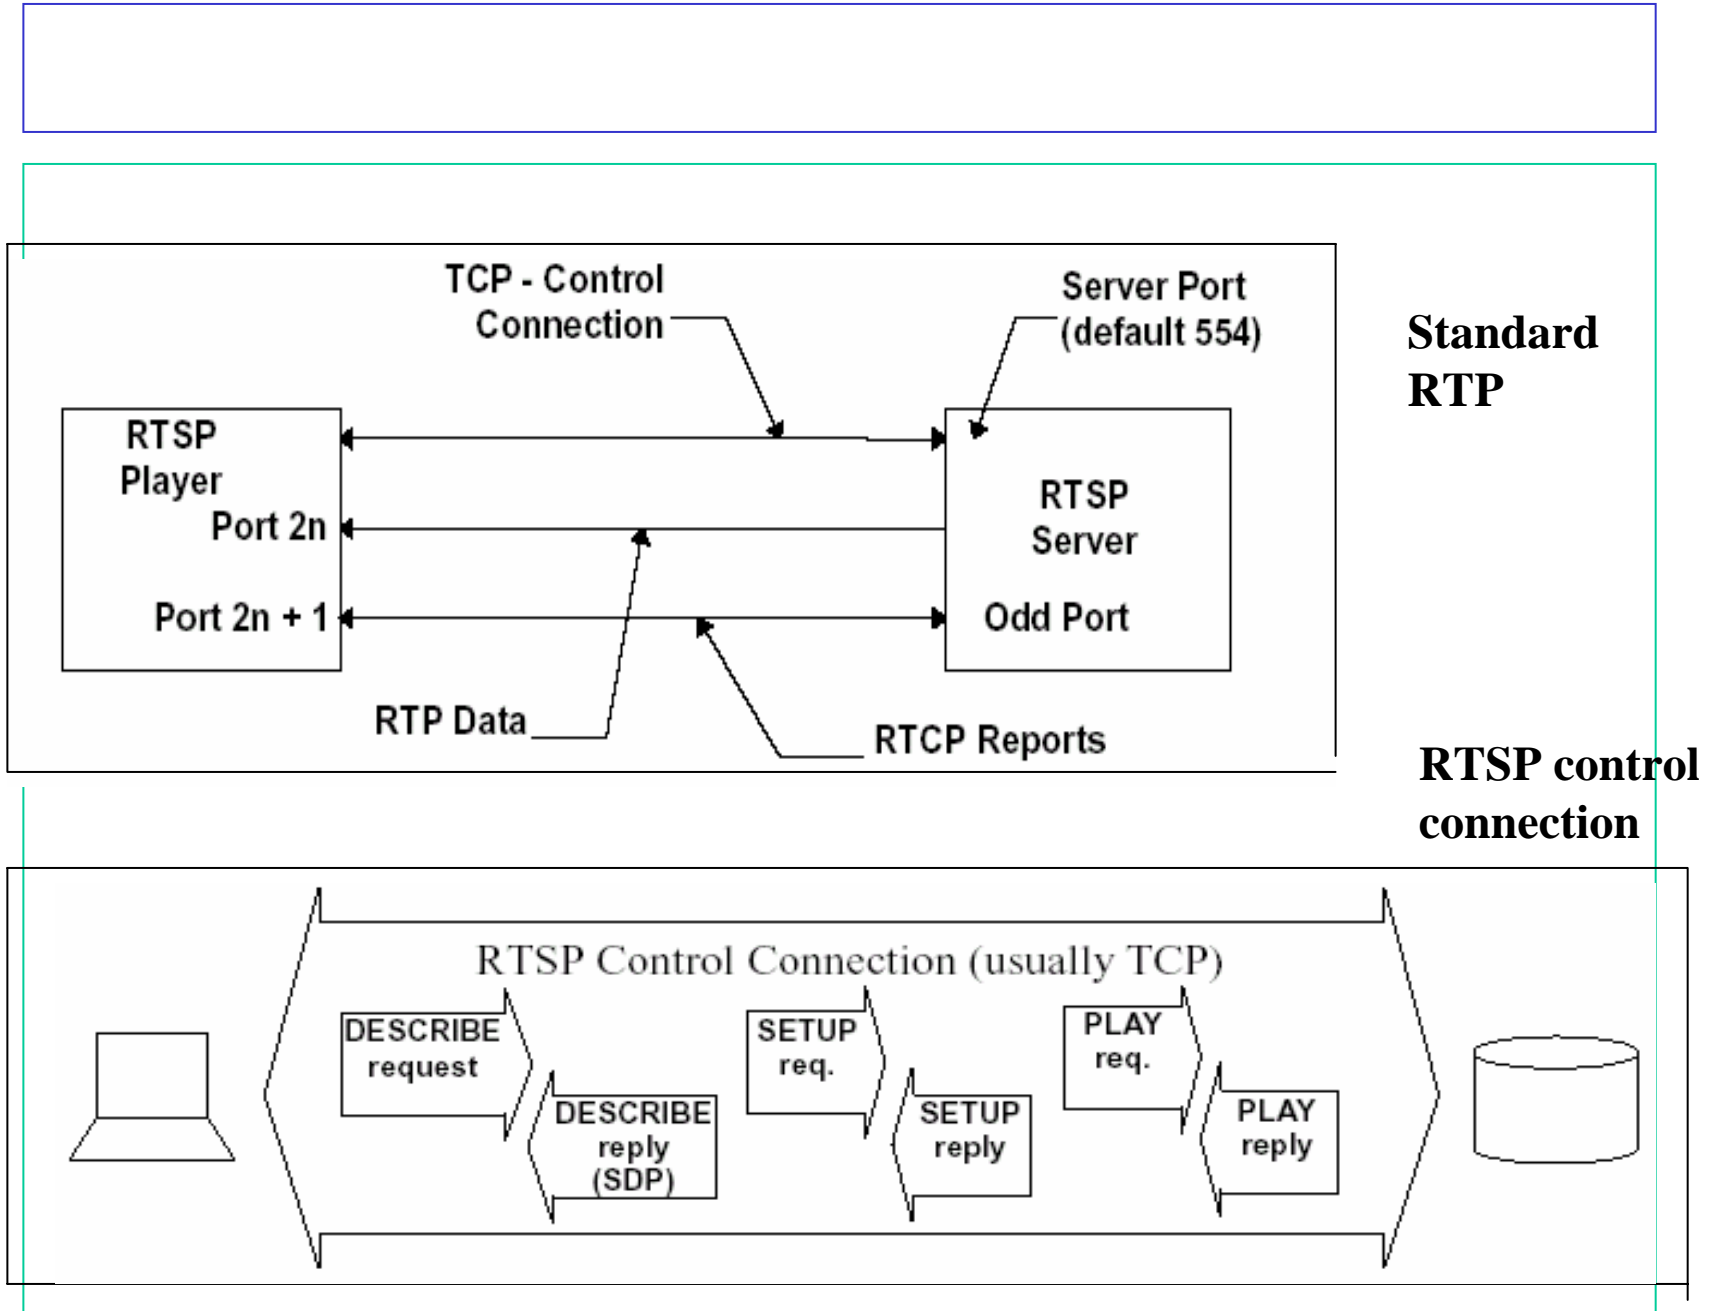 TCP - Control
Connection
Server Port
(default 554)
Standard
RTP
RTSP
Player
Port 2n
Port 2n + 1
RTSP
Server
Odd Port
RTP Data
RTCP Reports
RTSP control
connection
RTSP Control Connection (usually TCP)
DESCRIBE
request
DESCRIBE
reply
(SDP)
SETUP
req.
SETUP
reply
PLAY
req.
PLAY
reply